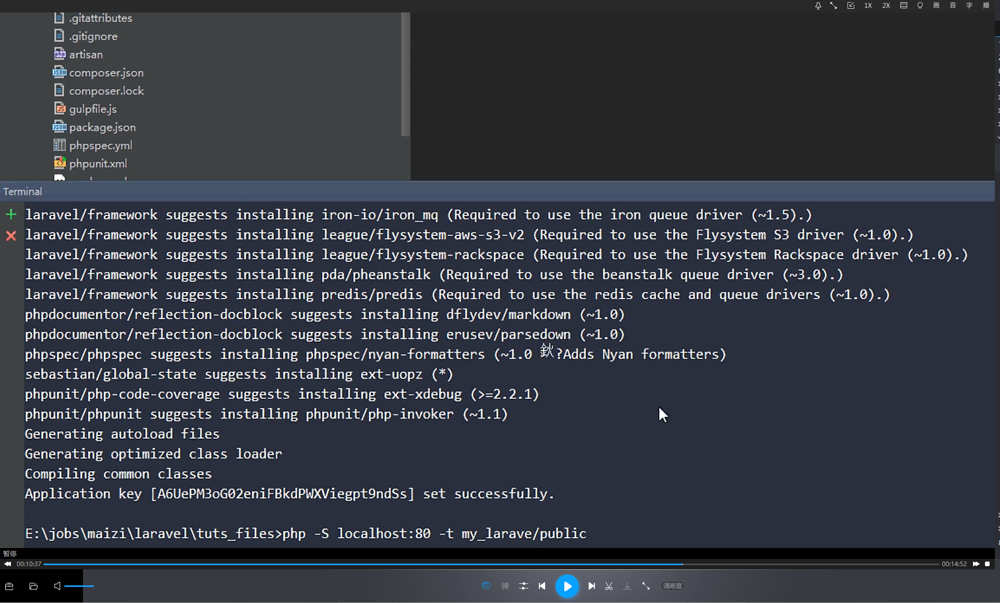 1X 2X 画 音 字 播
.gitattributes
.gitignore
artisan
composer.json
composer.lock
gulpfile.js
package.json
phpspec.yml
phpunit.xml
Terminal
laravel/framework suggests installing iron-io/iron_mq (Required to use the iron queue driver (~1.5).)
laravel/framework suggests installing league/flysystem-aws-s3-v2 (Required to use the Flysystem S3 driver (~1.0).)
laravel/framework suggests installing league/flysystem-rackspace (Required to use the Flysystem Rackspace driver (~1.0).)
laravel/framework suggests installing pda/pheanstalk (Required to use the beanstalk queue driver (~3.0).)
laravel/framework suggests installing predis/predis (Required to use the redis cache and queue drivers (~1.0).)
phpdocumentor/reflection-docblock suggests installing dflydev/markdown (~1.0)
phpdocumentor/reflection-docblock suggests installing erusev/parsedown (~1.0)
phpspec/phpspec suggests installing phpspec/nyan-formatters (~1.0 鈥?Adds Nyan formatters)
sebastian/global-state suggests installing ext-uopz (*)
phpunit/php-code-coverage suggests installing ext-xdebug (>=2.2.1)
phpunit/phpunit suggests installing phpunit/php-invoker (~1.1)
Generating autoload files
Generating optimized class loader
Compiling common classes
Application key [A6UePM3oG02eniFBkdPWXViegpt9ndSs] set successfully.
E:\jobs\maizi\laravel\tuts_files>php -S localhost:80 -t my_larave/public
暂停
00:10:37 00:14:52
弹 清晰度